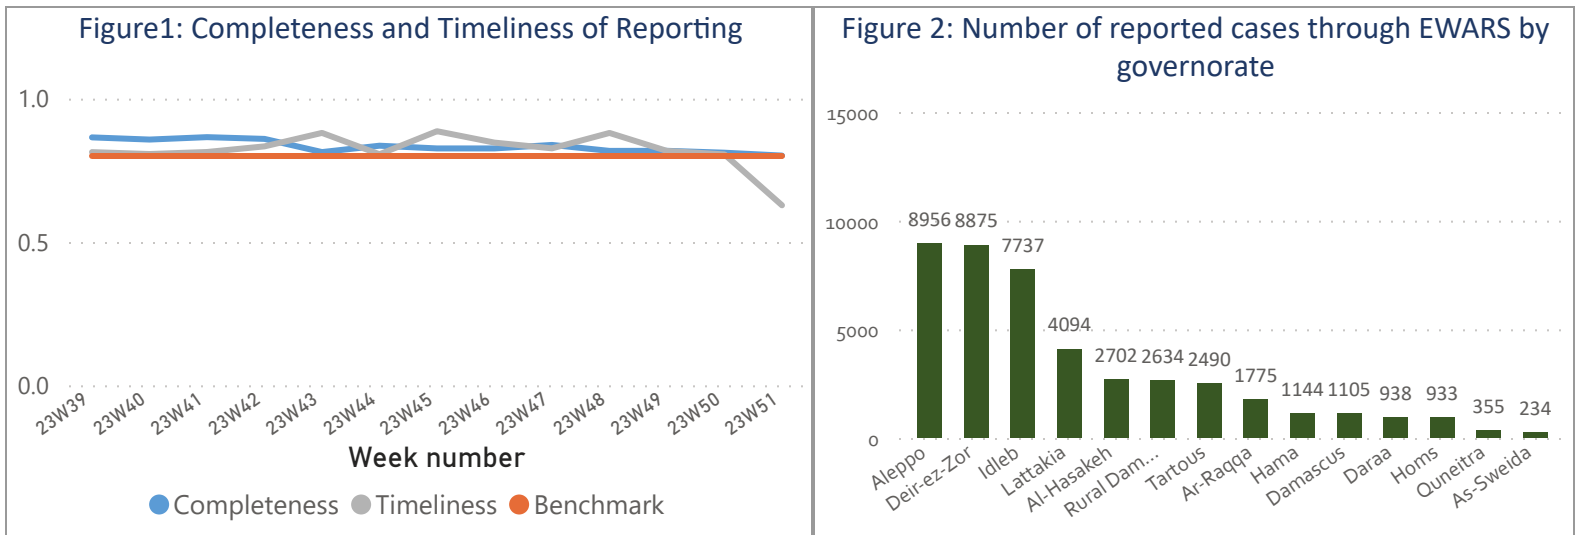 Figure1: Completeness and Timeliness of Reporting
1.0
0.5
0.0
23W39
23W40
23W41
23W42
23W43
23W44
23W45
23W46
23W47
23W48
23W49
23W50
23W51
Week number
Completeness Timeliness Benchmark
Figure 2: Number of reported cases through EWARS by
governorate
15000
10000
5000
0
8956 8875 7737 4094 2702 2634 2490 1775 1144 1105 938 933 355 234
Aleppo
Deir-ez-Zor
Idleb
Lattakia
Al-Hasakeh
Rural Dam...
Tartous
Ar-Raqqa
Hama
Damascus
Daraa
Homs
Quneitra
As-Sweida